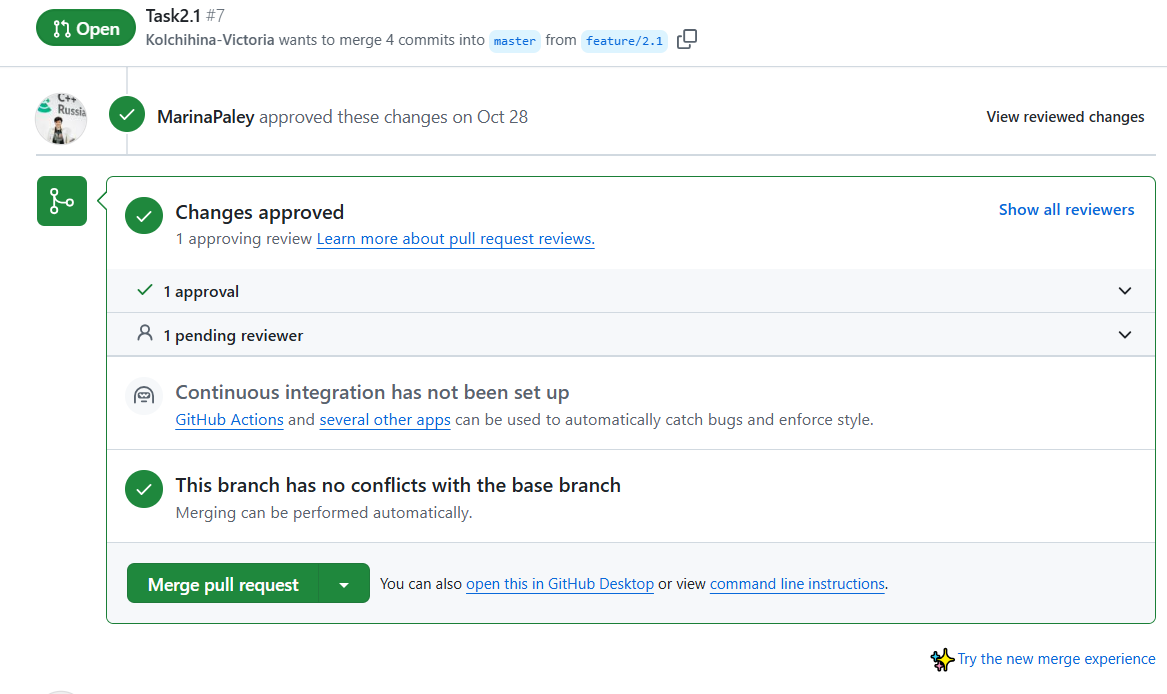 Open
Task2.1 #7
Kolchihina-Victoria wants to merge 4 commits into master from feature/2.1
C++
Russia
MarinaPaley approved these changes on Oct 28
View reviewed changes
Changes approved
Show all reviewers
1 approving review Learn more about pull request reviews.
1 approval
1 pending reviewer
Continuous integration has not been set up
GitHub Actions and several other apps can be used to automatically catch bugs and enforce style.
This branch has no conflicts with the base branch
Merging can be performed automatically.
Merge pull request
You can also open this in GitHub Desktop or view command line instructions.
Try the new merge experience